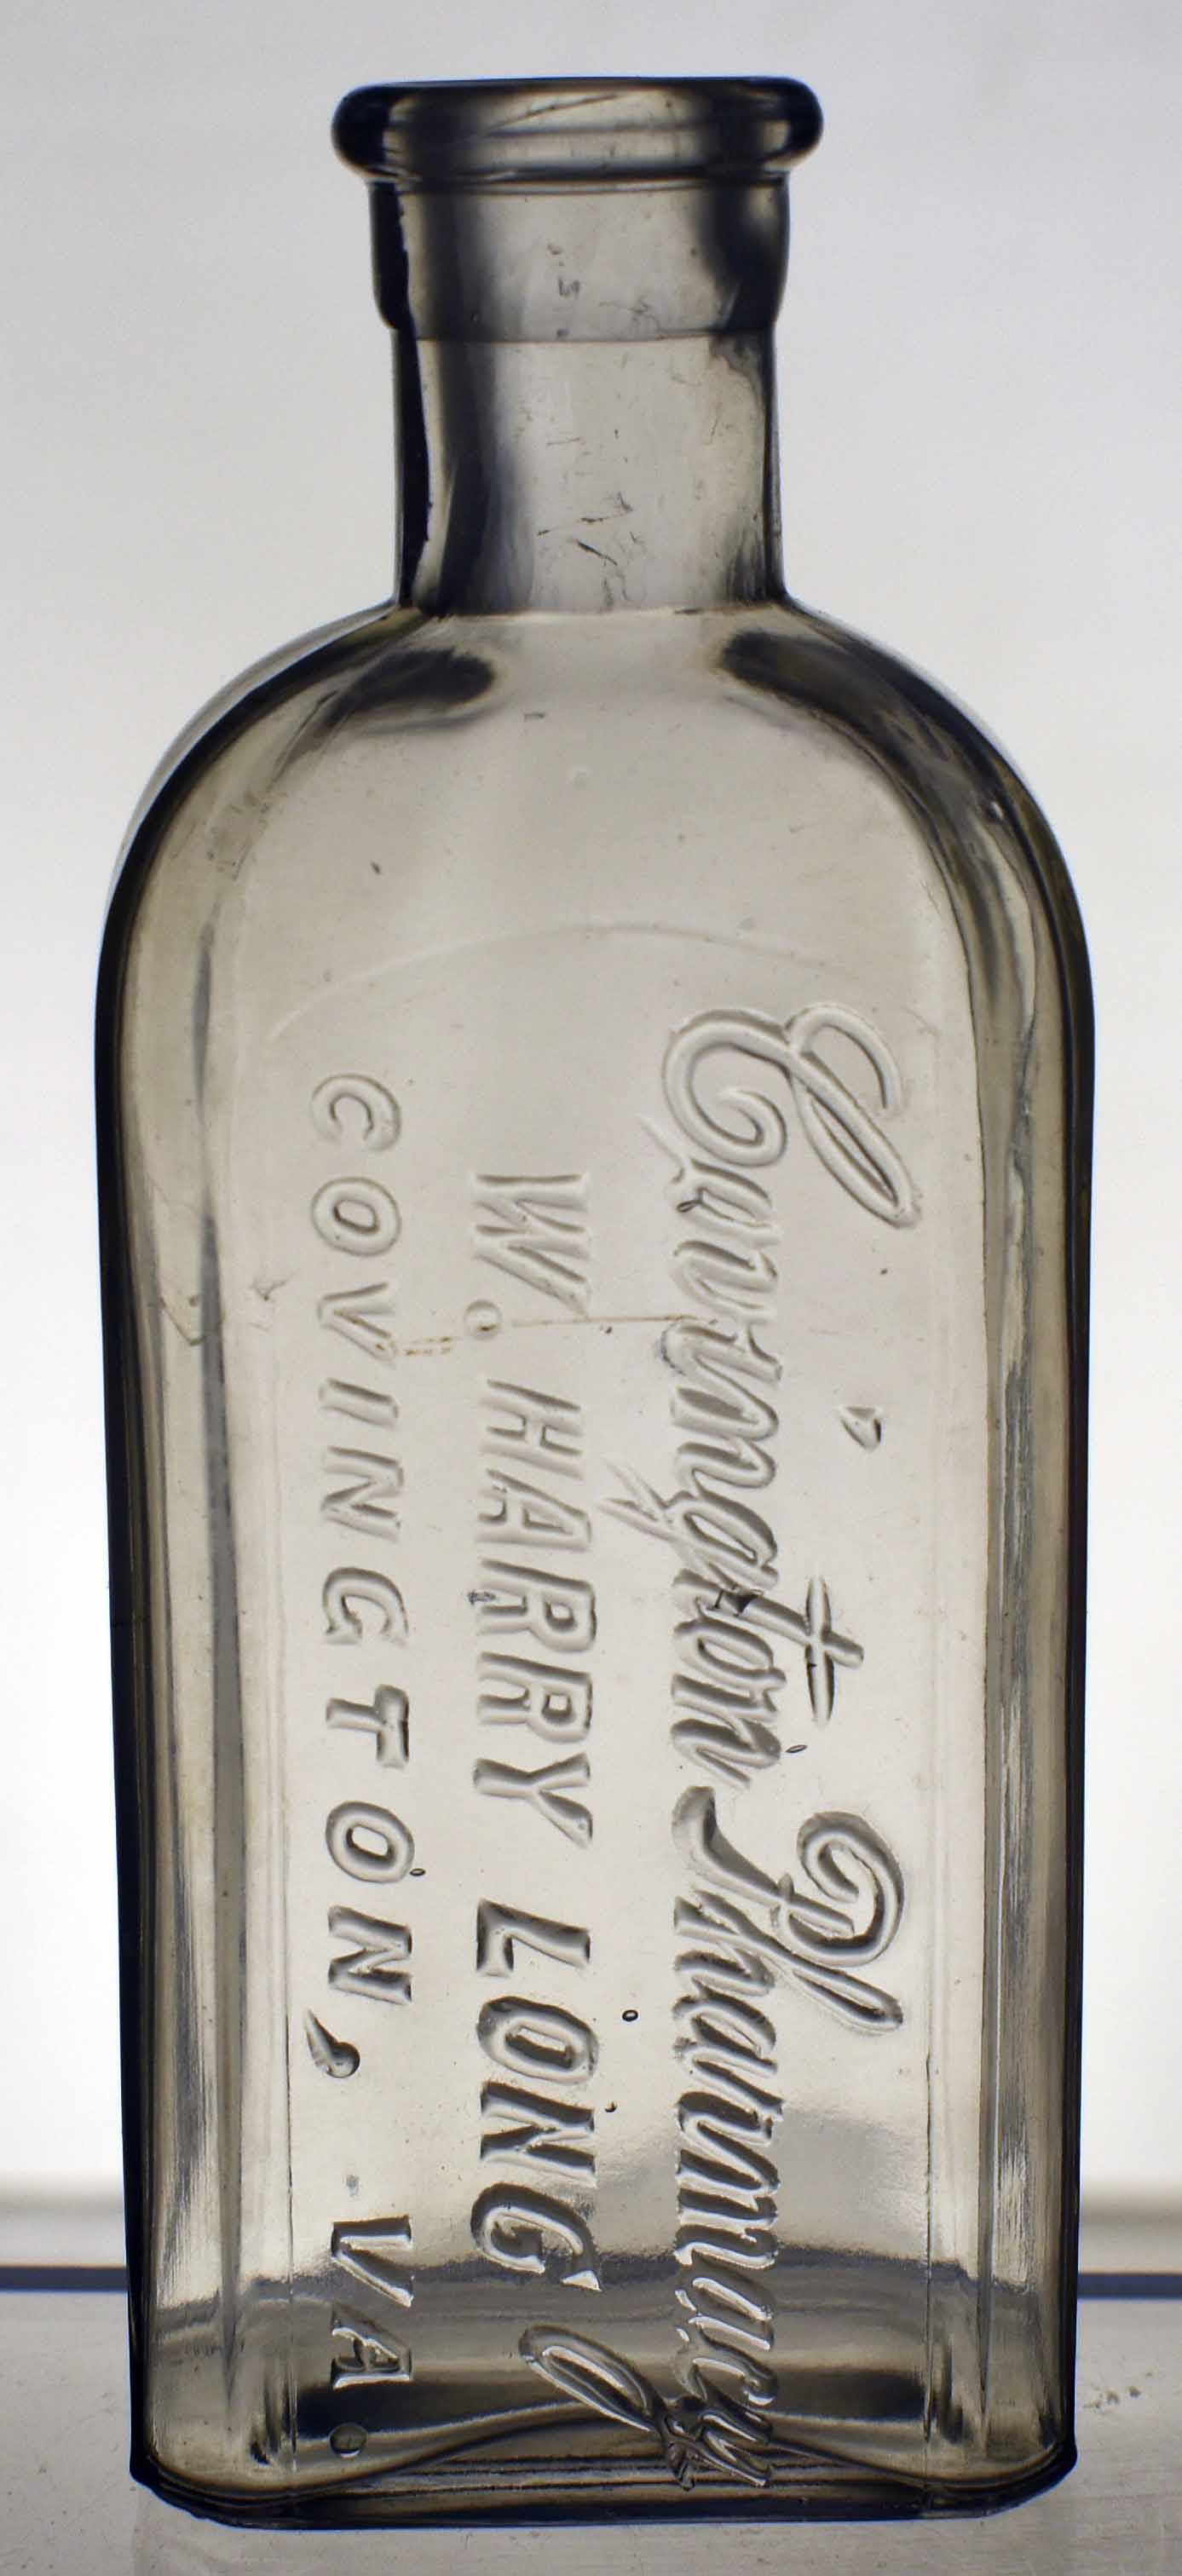 Covington Pharmacy
W. HARRY LONG
COVINGTON, VA.